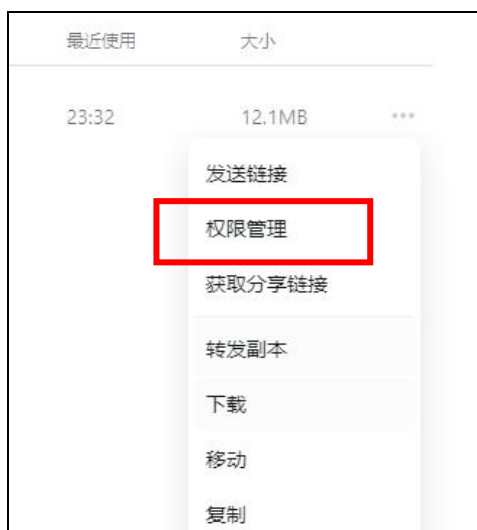 最近使用 大小
23:32 12.1MB
发送链接
权限管理
获取分享链接
转发副本
下载
移动
复制